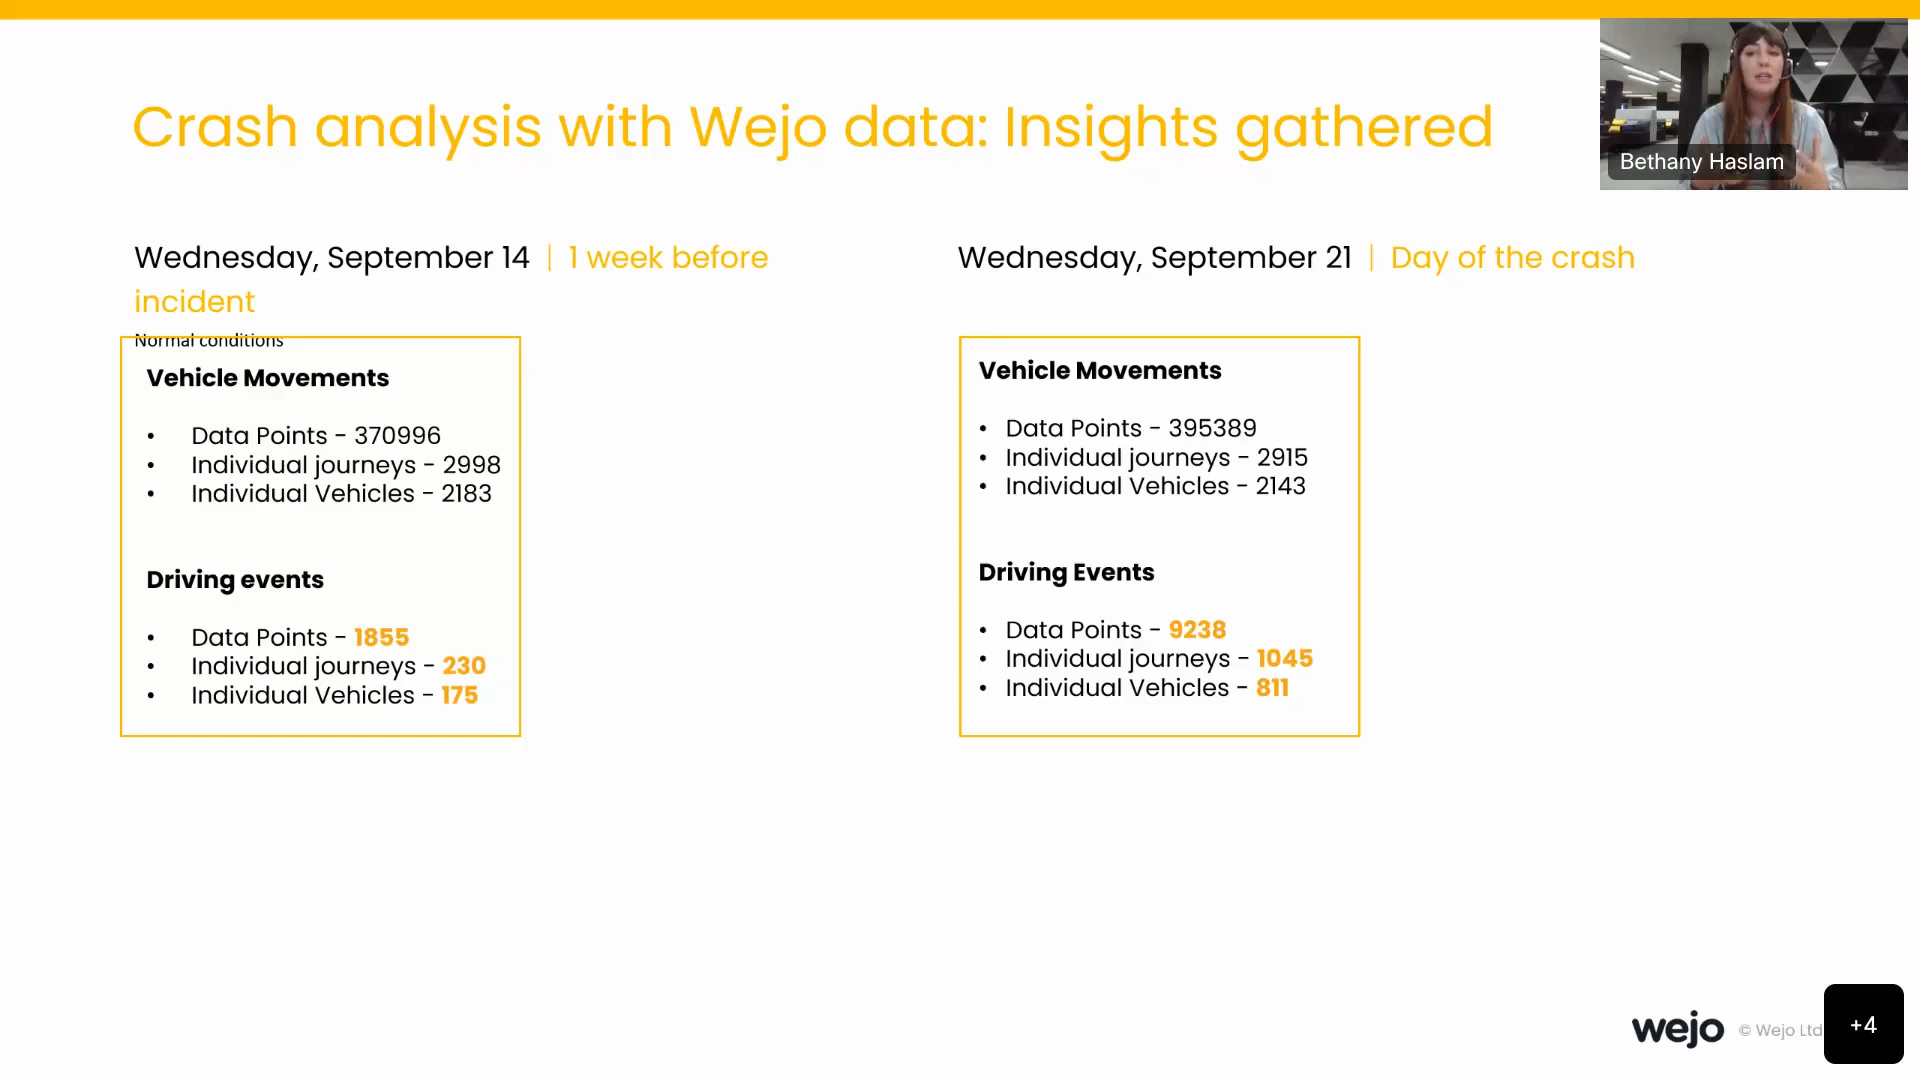 Crash analysis with Wejo data: Insights gathered
Bethany Haslam
Wednesday, September 14 | 1 week before
incident
Normal conditions
Vehicle Movements
• Data Points - 370996
• Individual journeys - 2998
• Individual Vehicles - 2183
Driving events
• Data Points - 1855
• Individual journeys - 230
• Individual Vehicles - 175
Wednesday, September 21 | Day of the crash
Vehicle Movements
• Data Points - 395389
• Individual journeys - 2915
• Individual Vehicles - 2143
Driving Events
• Data Points - 9238
• Individual journeys - 1045
• Individual Vehicles - 811
wejo © Wejo Ltd
+4